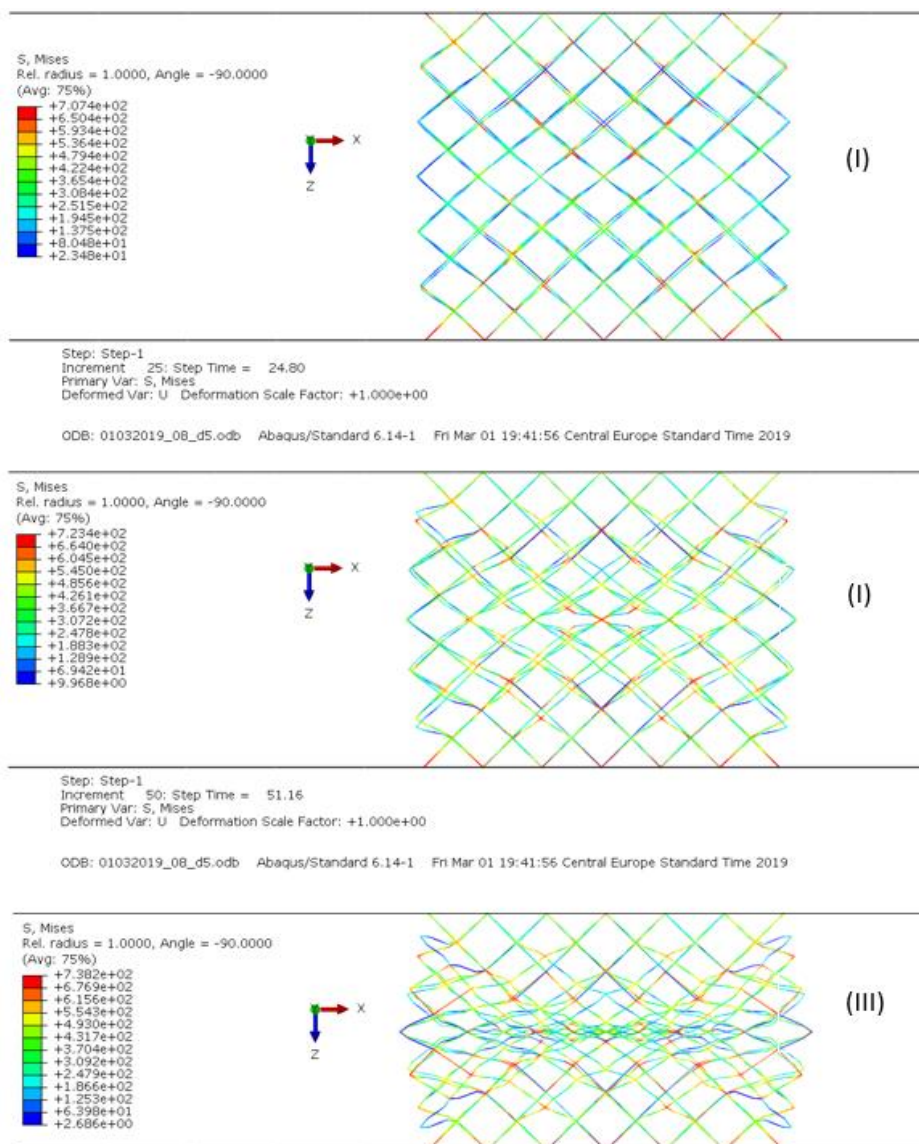 S, Mises
Rel. radius = 1.0000, Angle = -90.0000
(Avg: 75%)
+7.074e+02
+6.504e+02
+5.934e+02
+5.364e+02
+4.794e+02
+4.224e+02
+3.654e+02
+3.084e+02
+2.515e+02
+1.945e+02
+1.375e+02
+8.048e+01
+2.348e+01
X
Z
(I)
Step: Step-1
Increment 25: Step Time = 24.80
Primary Var: S, Mises
Deformed Var: U Deformation Scale Factor: +1.000e+00
ODB: 01032019_08_d5.odb Abaqus/Standard 6.14-1 Fri Mar 01 19:41:56 Central Europe Standard Time 2019
S, Mises
Rel. radius = 1.0000, Angle = -90.0000
(Avg: 75%)
+7.234e+02
+6.640e+02
+6.045e+02
+5.450e+02
+4.856e+02
+4.261e+02
+3.667e+02
+3.072e+02
+2.478e+02
+1.883e+02
+1.289e+02
+6.942e+01
+9.968e+00
X
Z
(I)
Step: Step-1
Increment 50: Step Time = 51.16
Primary Var: S, Mises
Deformed Var: U Deformation Scale Factor: +1.000e+00
ODB: 01032019_08_d5.odb Abaqus/Standard 6.14-1 Fri Mar 01 19:41:56 Central Europe Standard Time 2019
S, Mises
Rel. radius = 1.0000, Angle = -90.0000
(Avg: 75%)
+7.382e+02
+6.769e+02
+6.156e+02
+5.543e+02
+4.930e+02
+4.317e+02
+3.704e+02
+3.092e+02
+2.479e+02
+1.866e+02
+1.253e+02
+6.398e+01
+2.686e+00
X
Z
(III)